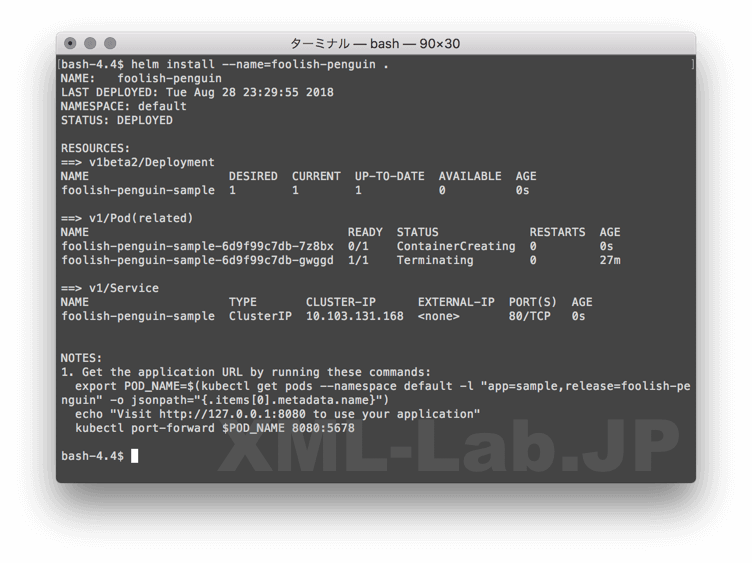 ターミナル — bash — 90×30
[bash-4.4$ helm install --name=foolish-penguin . ]
NAME:   foolish-penguin
LAST DEPLOYED: Tue Aug 28 23:29:55 2018
NAMESPACE: default
STATUS: DEPLOYED
RESOURCES:
==> v1beta2/Deployment
NAME                    DESIRED  CURRENT  UP-TO-DATE  AVAILABLE  AGE
foolish-penguin-sample  1        1        1           0          0s
==> v1/Pod(related)
NAME                                     READY  STATUS             RESTARTS  AGE
foolish-penguin-sample-6d9f99c7db-7z8bx  0/1    ContainerCreating  0         0s
foolish-penguin-sample-6d9f99c7db-gwggd  1/1    Terminating        0         27m
==> v1/Service
NAME                    TYPE       CLUSTER-IP      EXTERNAL-IP  PORT(S)  AGE
foolish-penguin-sample  ClusterIP  10.103.131.168  <none>       80/TCP   0s
NOTES:
1. Get the application URL by running these commands:
  export POD_NAME=$(kubectl get pods --namespace default -l "app=sample,release=foolish-pe
nguin" -o jsonpath="{.items[0].metadata.name}")
  echo "Visit http://127.0.0.1:8080 to use your application"
  kubectl port-forward $POD_NAME 8080:5678
bash-4.4$
XML-Lab.JP